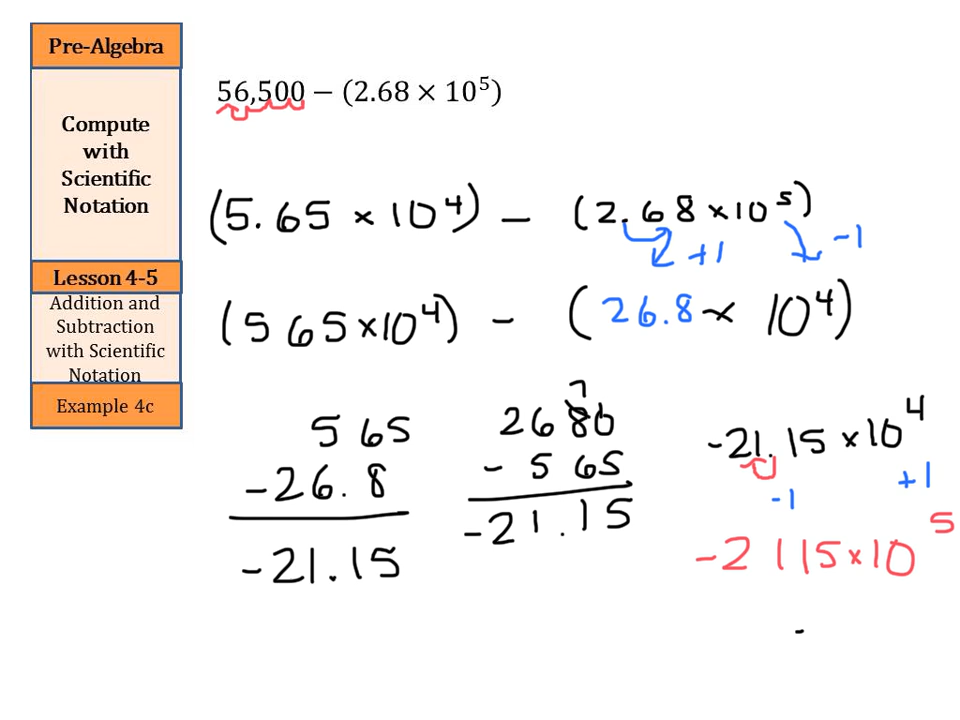 Pre-Algebra
Compute
with
Scientific
Notation
Lesson 4-5
Addition and
Subtraction
with Scientific
Notation
Example 4c
56,500 − (2.68 × 10⁵)
(5.65 × 10⁴) − (2.68 × 10⁵)
+1
-1
(565 × 10⁴) − (26.8 × 10⁴)
565
-26.8
-21.15
7
2680
- 565
-21.15
-21.15 × 10⁴
-1
+1
-2115 × 10⁵
-